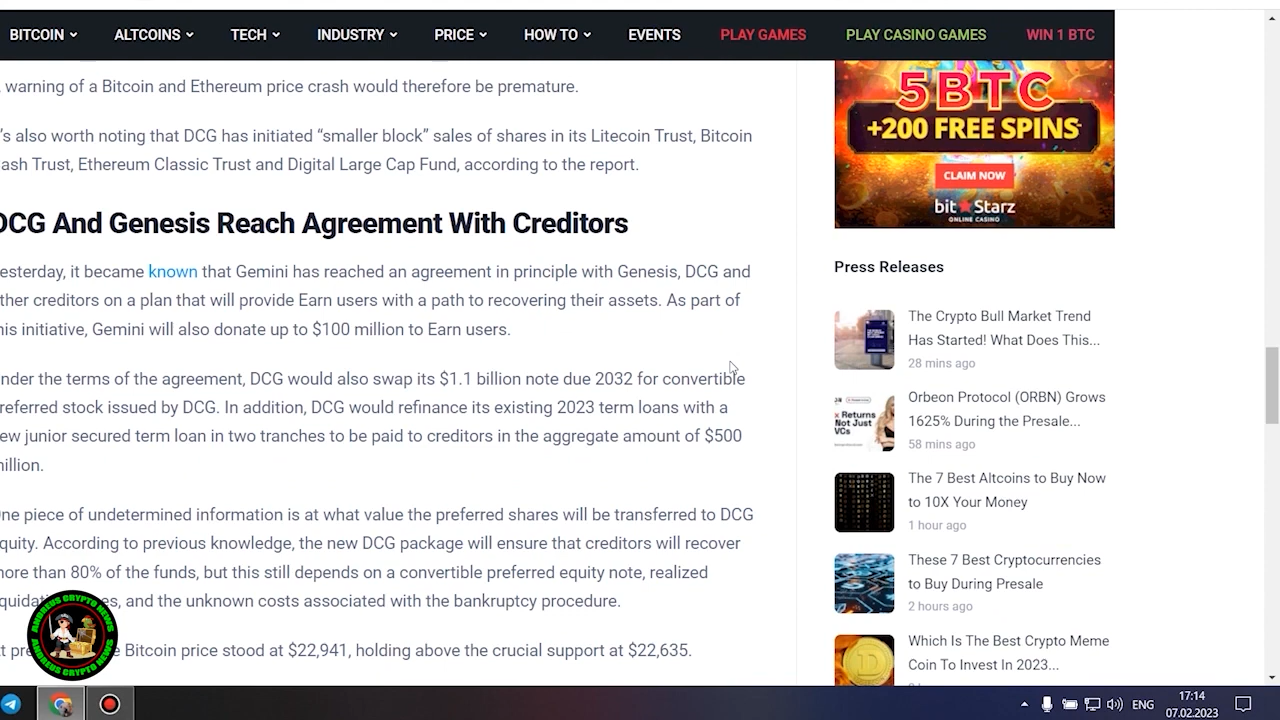 BITCOIN ALTCOINS TECH INDUSTRY PRICE HOW TO EVENTS PLAY GAMES PLAY CASINO GAMES WIN 1 BTC
warning of a Bitcoin and Ethereum price crash would therefore be premature.
's also worth noting that DCG has initiated “smaller block” sales of shares in its Litecoin Trust, Bitcoin
ash Trust, Ethereum Classic Trust and Digital Large Cap Fund, according to the report.
DCG And Genesis Reach Agreement With Creditors
esterday, it became known that Gemini has reached an agreement in principle with Genesis, DCG and
ther creditors on a plan that will provide Earn users with a path to recovering their assets. As part of
his initiative, Gemini will also donate up to $100 million to Earn users.
nder the terms of the agreement, DCG would also swap its $1.1 billion note due 2032 for convertible
referred stock issued by DCG. In addition, DCG would refinance its existing 2023 term loans with a
ew junior secured term loan in two tranches to be paid to creditors in the aggregate amount of $500
million.
One piece of undetermined information is at what value the preferred shares will be transferred to DCG
quity. According to previous knowledge, the new DCG package will ensure that creditors will recover
more than 80% of the funds, but this still depends on a convertible preferred equity note, realized
and the unknown costs associated with the bankruptcy procedure.
Bitcoin price stood at $22,941, holding above the crucial support at $22,635.
ANDREUS CRYPTO NEWS
ANDREUS CRYPTO NEWS
5BTC
+200 FREE SPINS
CLAIM NOW
bitStarz
ONLINE CASINO
Press Releases
The Crypto Bull Market Trend
Has Started! What Does This...
28 mins ago
Returns
Not Just
VCs
Orbeon Protocol (ORBN) Grows
1625% During the Presale...
58 mins ago
The 7 Best Altcoins to Buy Now
to 10X Your Money
1 hour ago
These 7 Best Cryptocurrencies
to Buy During Presale
2 hours ago
Which Is The Best Crypto Meme
Coin To Invest In 2023...
ENG
17:14
07.02.2023